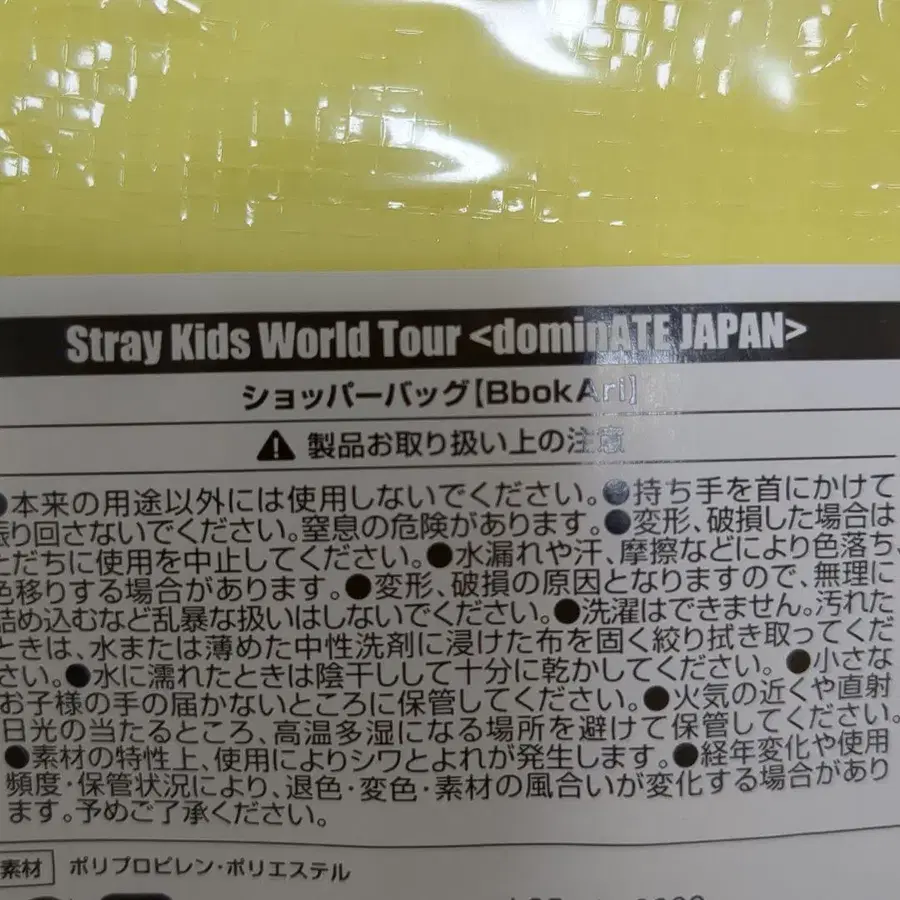 Stray Kids World Tour <dominATE JAPAN>
ショッパーバッグ【BbokAri】
⚠ 製品お取り扱い上の注意
●本来の用途以外には使用しないでください。●持ち手を首にかけて
振り回さないでください。窒息の危険があります。●変形、破損した場合は
ただちに使用を中止してください。●水漏れや汗、摩擦などにより色落ち、
色移りする場合があります。●変形、破損の原因となりますので、無理に
詰め込むなど乱暴な扱いはしないでください。●洗濯はできません。汚れた
ときは、水または薄めた中性洗剤に浸けた布を固く絞り拭き取ってくだ
さい。●水に濡れたときは陰干しして十分に乾かしてください。●小さな
お子様の手の届かないところに保管してください。●火気の近くや直射
日光の当たるところ、高温多湿になる場所を避けて保管してください。
●素材の特性上、使用によりシワとよれが発生します。●経年変化や使用
頻度・保管状況により、退色・変色・素材の風合いが変化する場合があり
ます。予めご了承ください。
素材 ポリプロピレン・ポリエステル